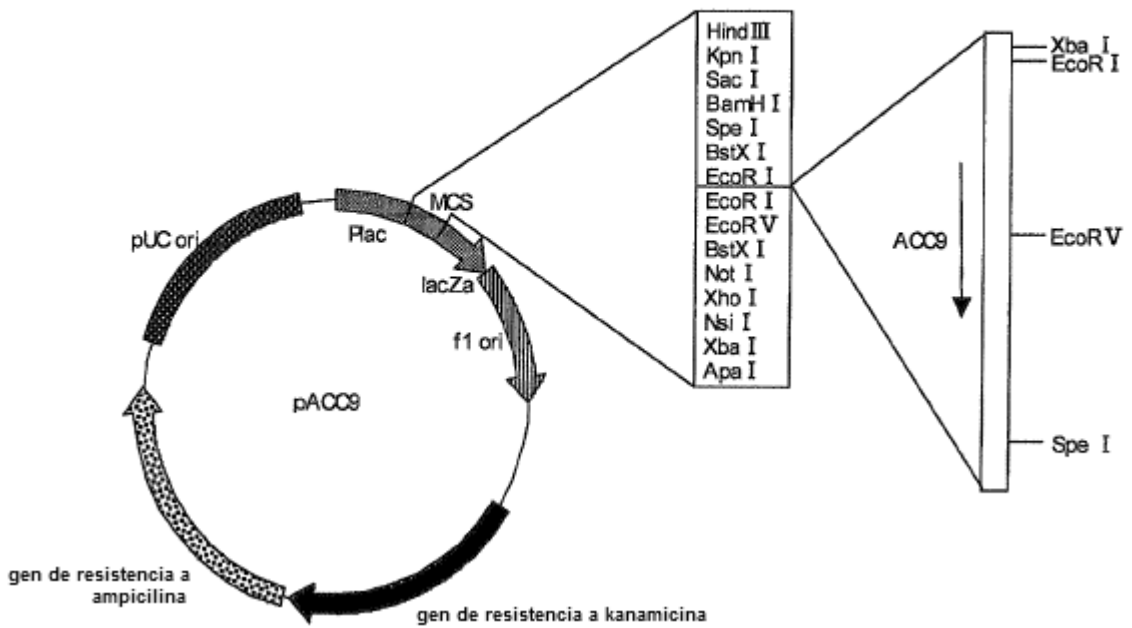 Hind III
Kpn I
Sac I
BamH I
Spe I
BstX I
EcoR I
EcoR I
EcoR V
BstX I
Not I
Xho I
Nsi I
Xba I
Apa I
Xba I
EcoR I
ACC9
EcoR V
Spe I
pUC ori
Plac
MCS
lacZa
f1 ori
pACC9
gen de resistencia a
ampicilina
gen de resistencia a kanamicina